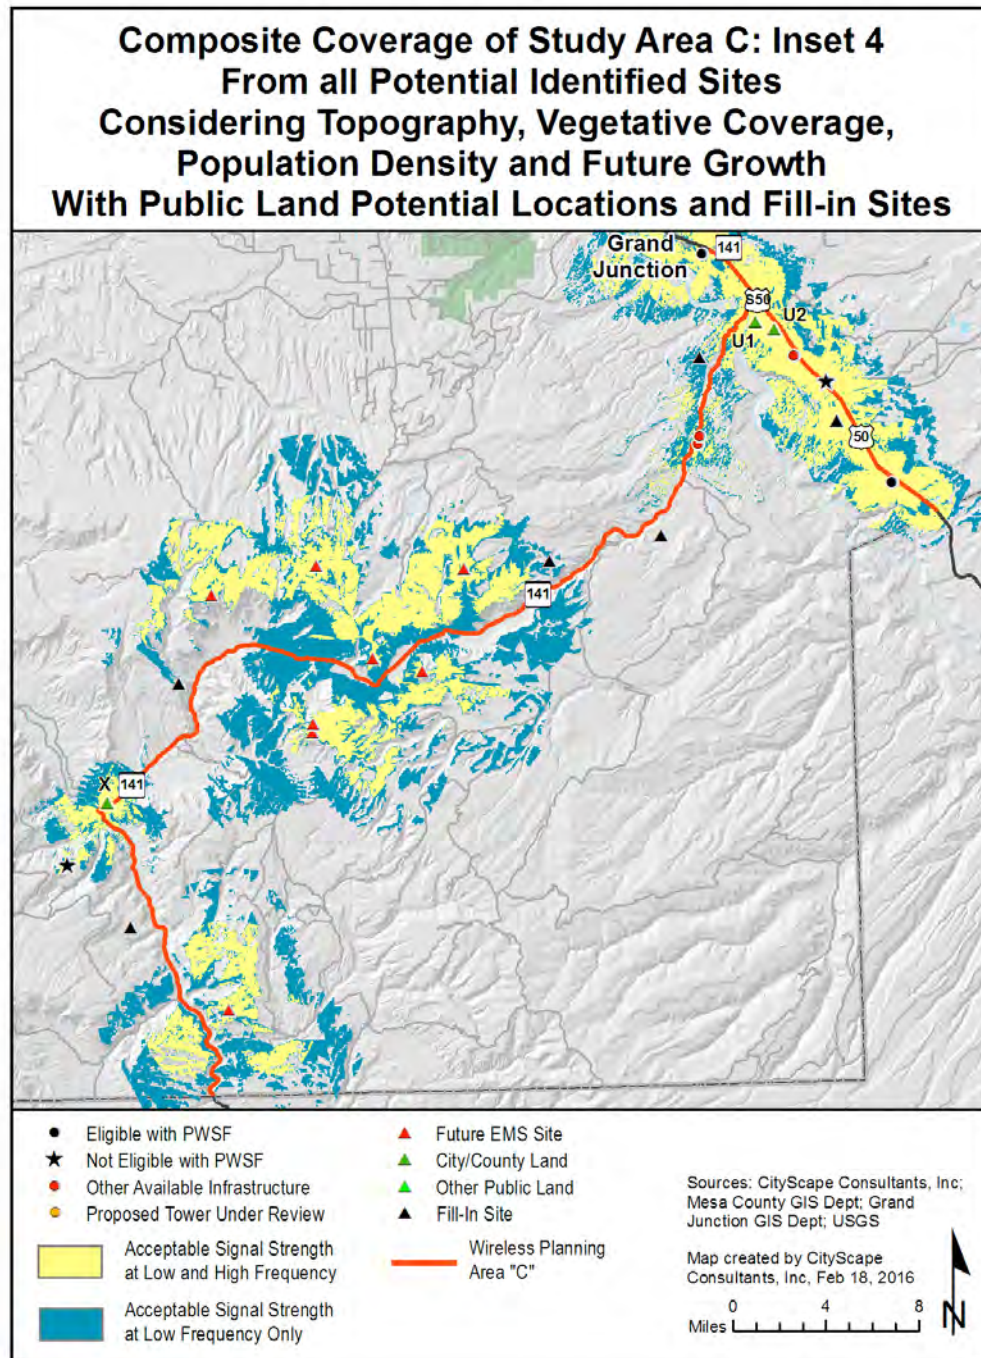 Composite Coverage of Study Area C: Inset 4
From all Potential Identified Sites
Considering Topography, Vegetative Coverage,
Population Density and Future Growth
With Public Land Potential Locations and Fill-in Sites
Grand
Junction
141
S50
U2
U1
50
141
X
141
Eligible with PWSF
Not Eligible with PWSF
Other Available Infrastructure
Proposed Tower Under Review
Acceptable Signal Strength
at Low and High Frequency
Acceptable Signal Strength
at Low Frequency Only
Future EMS Site
City/County Land
Other Public Land
Fill-In Site
Wireless Planning
Area "C"
Sources: CityScape Consultants, Inc;
Mesa County GIS Dept; Grand
Junction GIS Dept; USGS
Map created by CityScape
Consultants, Inc, Feb 18, 2016
0 4 8
Miles
N